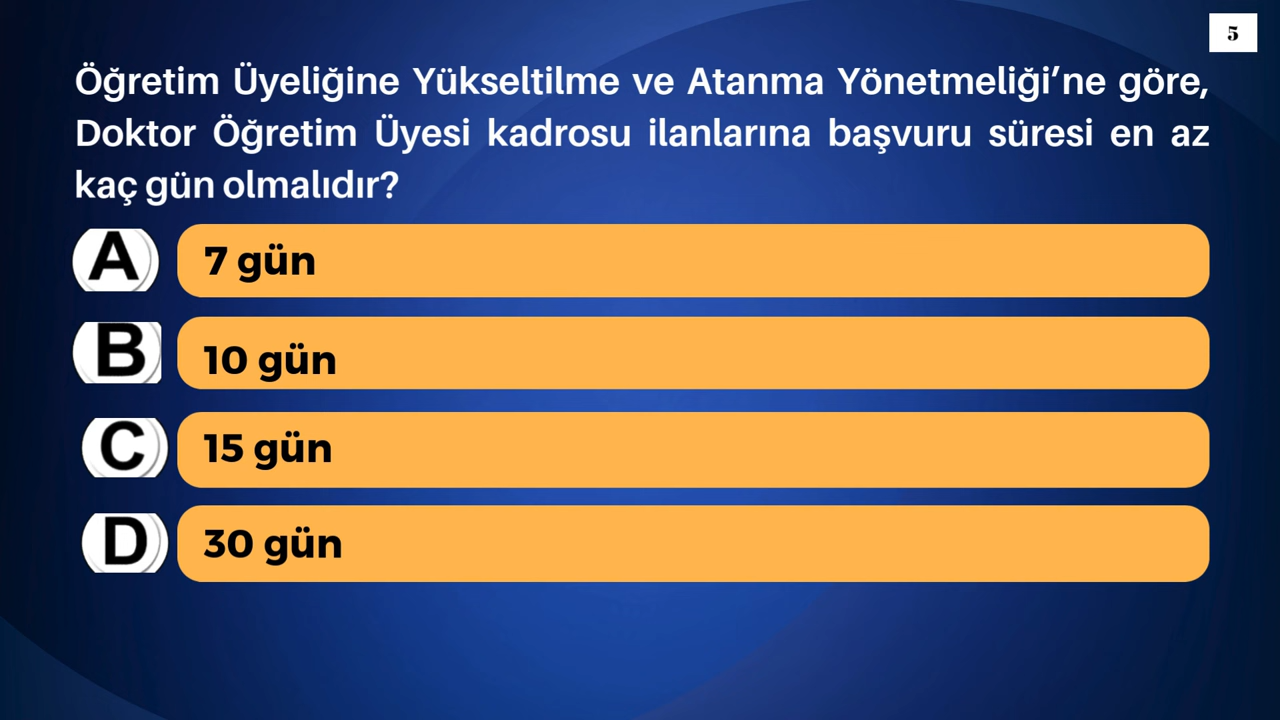 5
Öğretim Üyeliğine Yükseltilme ve Atanma Yönetmeliği’ne göre,
Doktor Öğretim Üyesi kadrosu ilanlarına başvuru süresi en az
kaç gün olmalıdır?
A 7 gün
B 10 gün
C 15 gün
D 30 gün